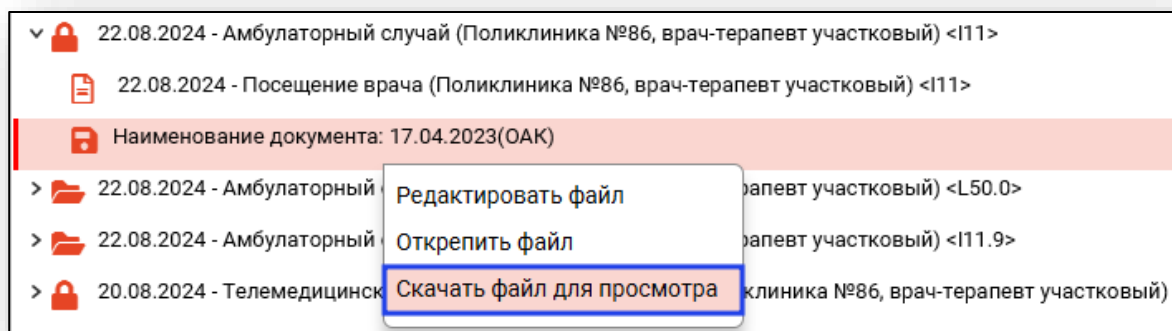 22.08.2024 - Амбулаторный случай (Поликлиника №86, врач-терапевт участковый) <I11>
22.08.2024 - Посещение врача (Поликлиника №86, врач-терапевт участковый) <I11>
Наименование документа: 17.04.2023(ОАК)
22.08.2024 - Амбулаторный
апевт участковый) <L50.0>
Редактировать файл
22.08.2024 - Амбулаторный
апевт участковый) <I11.9>
Открепить файл
20.08.2024 - Телемедицинск
Скачать файл для просмотра
клиника №86, врач-терапевт участковый)